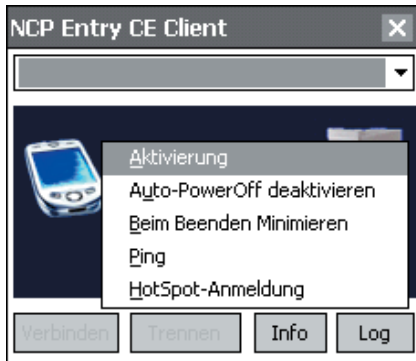 NCP Entry CE Client
Aktivierung
Auto-PowerOff deaktivieren
Beim Beenden Minimieren
Ping
HotSpot-Anmeldung
Verbinden Trennen Info Log